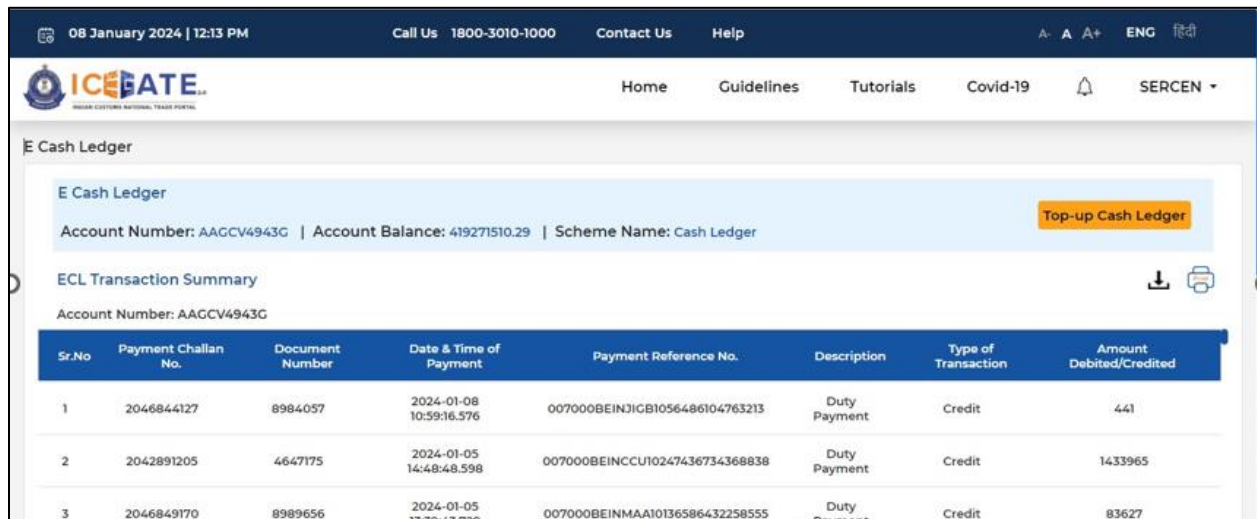 08 January 2024 | 12:13 PM Call Us 1800-3010-1000 Contact Us Help A- A A+ ENG हिंदी
ICEGATE
INDIAN CUSTOMS NATIONAL TRADE PORTAL
Home Guidelines Tutorials Covid-19 SERCEN
E Cash Ledger
E Cash Ledger
Top-up Cash Ledger
Account Number: AAGCV4943G | Account Balance: 419271510.29 | Scheme Name: Cash Ledger
ECL Transaction Summary
Account Number: AAGCV4943G
Sr.No Payment Challan No. Document Number Date & Time of Payment Payment Reference No. Description Type of Transaction Amount Debited/Credited
1 2046844127 8984057 2024-01-08 10:59:16.576 007000BEINJIGB1056486104763213 Duty Payment Credit 441
2 2042891205 4647175 2024-01-05 14:48:48.598 007000BEINCCU10247436734368838 Duty Payment Credit 1433965
3 2046849170 8989656 2024-01-05 007000BEINMAA10136586432258555 Duty Credit 83627